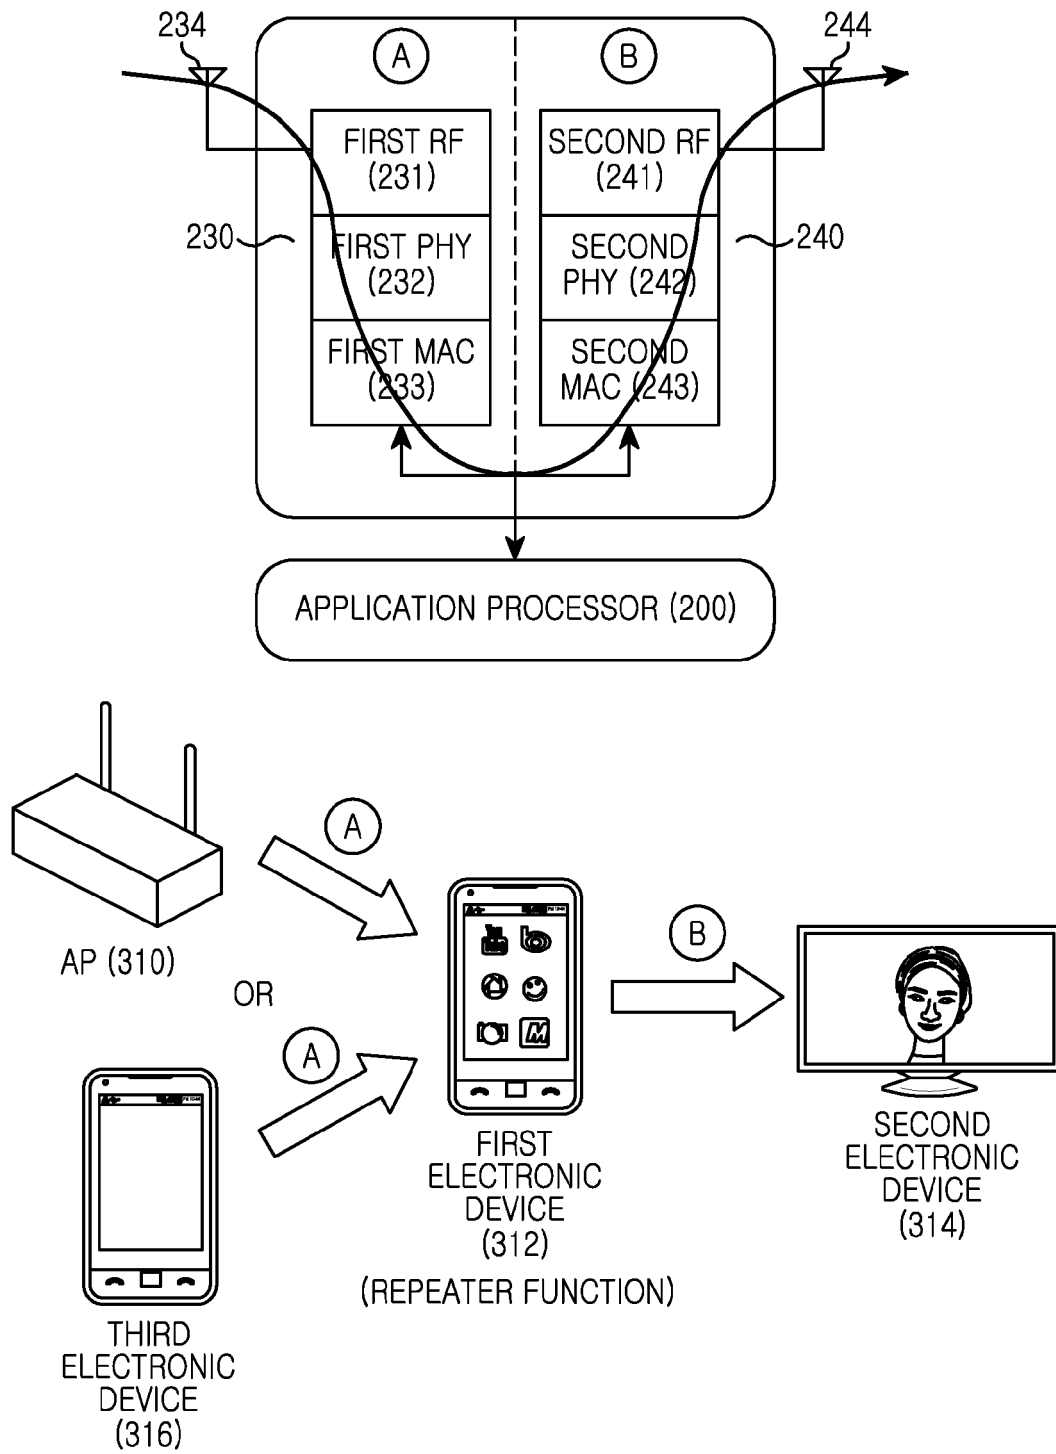 234
244
A
B
FIRST RF
(231)
SECOND RF
(241)
230
FIRST PHY
(232)
SECOND
PHY (242)
240
FIRST MAC
(233)
SECOND
MAC (243)
APPLICATION PROCESSOR (200)
A
B
You
Tube
M
AP (310)
OR
A
FIRST
ELECTRONIC
DEVICE
(312)
(REPEATER FUNCTION)
SECOND
ELECTRONIC
DEVICE
(314)
THIRD
ELECTRONIC
DEVICE
(316)